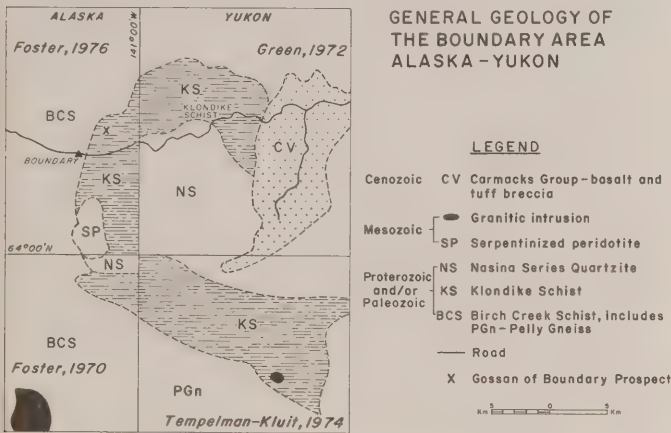 GENERAL GEOLOGY OF
THE BOUNDARY AREA
ALASKA-YUKON
ALASKA
141°00'W
YUKON
Foster, 1976
Green, 1972
KS
KLONDIKE
SCHIST
BCS
X
BOUNDARY
CV
KS
NS
SP
64°00'N
NS
KS
BCS
Foster, 1970
PGn
Tempelman-Kluit, 1974
LEGEND
Cenozoic CV Carmacks Group-basalt and
tuff breccia
Mesozoic Granitic intrusion
SP Serpentinized peridotite
Proterozoic
and/or
Paleozoic
NS Nasina Series Quartzite
KS Klondike Schist
BCS Birch Creek Schist, includes
PGn-Pelly Gneiss
Road
X Gossan of Boundary Prospect
5 0 5
Km Km